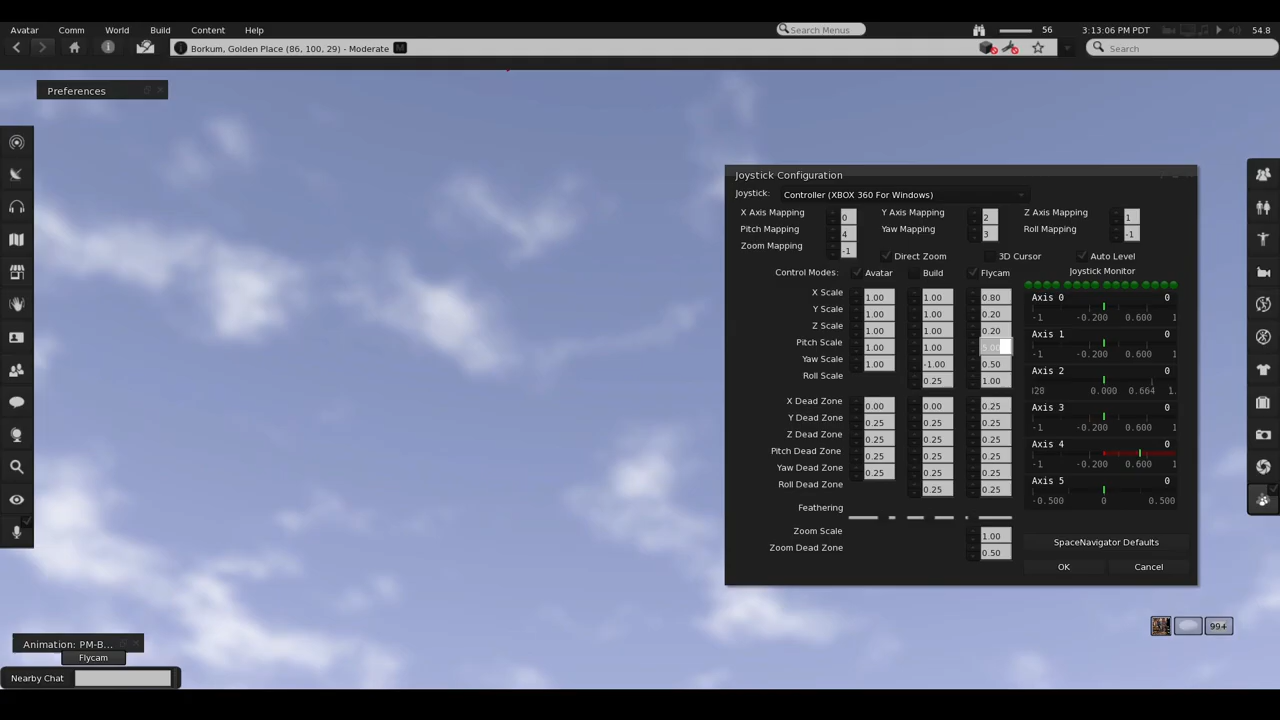 Avatar Comm World Build Content Help
Search Menus
56
3:13:06 PM PDT
54.8
Borkum, Golden Place (86, 100, 29) - Moderate M
Search
Preferences
Joystick Configuration
Joystick: Controller (XBOX 360 For Windows)
X Axis Mapping 0 Y Axis Mapping 2 Z Axis Mapping 1
Pitch Mapping 4 Yaw Mapping 3 Roll Mapping -1
Zoom Mapping -1
Direct Zoom 3D Cursor Auto Level
Control Modes: Avatar Build Flycam
Joystick Monitor
X Scale 1.00 1.00 0.80
Y Scale 1.00 1.00 0.20
Z Scale 1.00 1.00 0.20
Pitch Scale 1.00 1.00 5.00
Yaw Scale 1.00 -1.00 0.50
Roll Scale 0.25 1.00
X Dead Zone 0.00 0.00 0.25
Y Dead Zone 0.25 0.25 0.25
Z Dead Zone 0.25 0.25 0.25
Pitch Dead Zone 0.25 0.25 0.25
Yaw Dead Zone 0.25 0.25 0.25
Roll Dead Zone 0.25 0.25
Feathering
Zoom Scale 1.00
Zoom Dead Zone 0.50
Axis 0 0
-1 -0.200 0.600 1
Axis 1 0
-1 -0.200 0.600 1
Axis 2 0
0.000 0.664 1.
Axis 3 0
-1 -0.200 0.600 1
Axis 4 0
-1 -0.200 0.600 1
Axis 5 0
-0.500 0 0.500
SpaceNavigator Defaults
OK Cancel
999+
Animation: PM-B...
Flycam
Nearby Chat